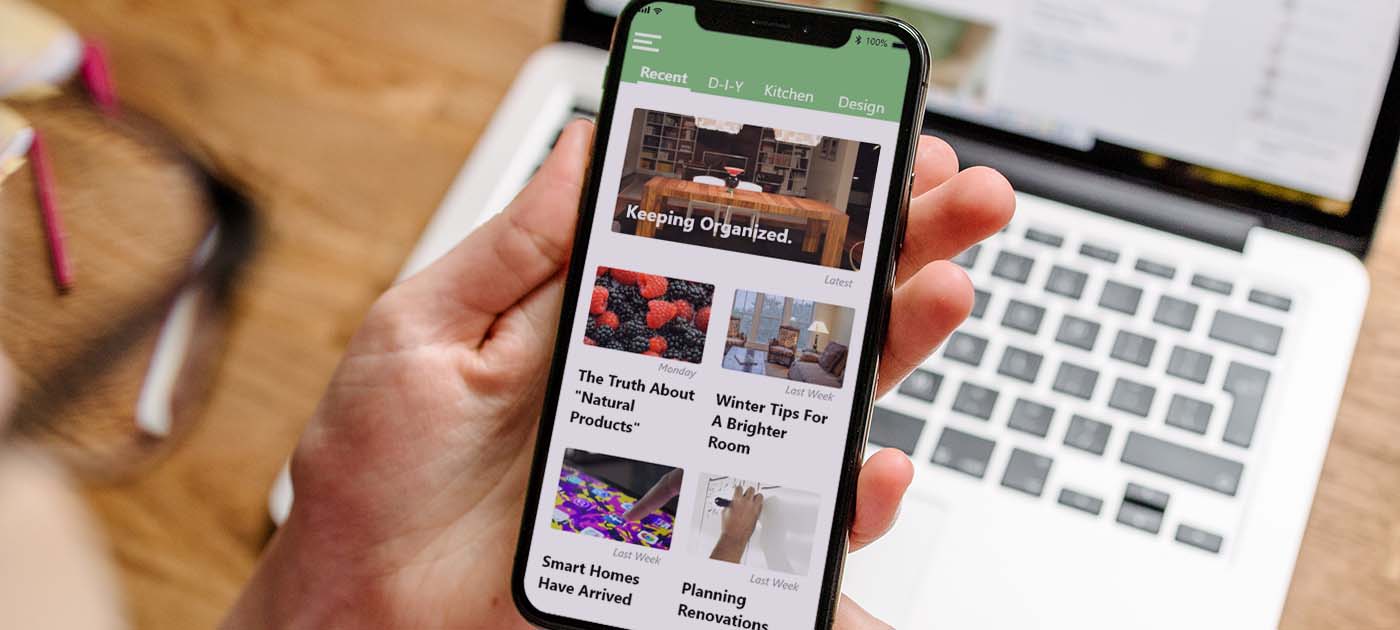 100%
Recent D-I-Y Kitchen Design
Keeping Organized.
Latest
Monday
The Truth About
"Natural
Products"
Last Week
Winter Tips For
A Brighter
Room
Last Week
Smart Homes
Have Arrived
Last Week
Planning
Renovations